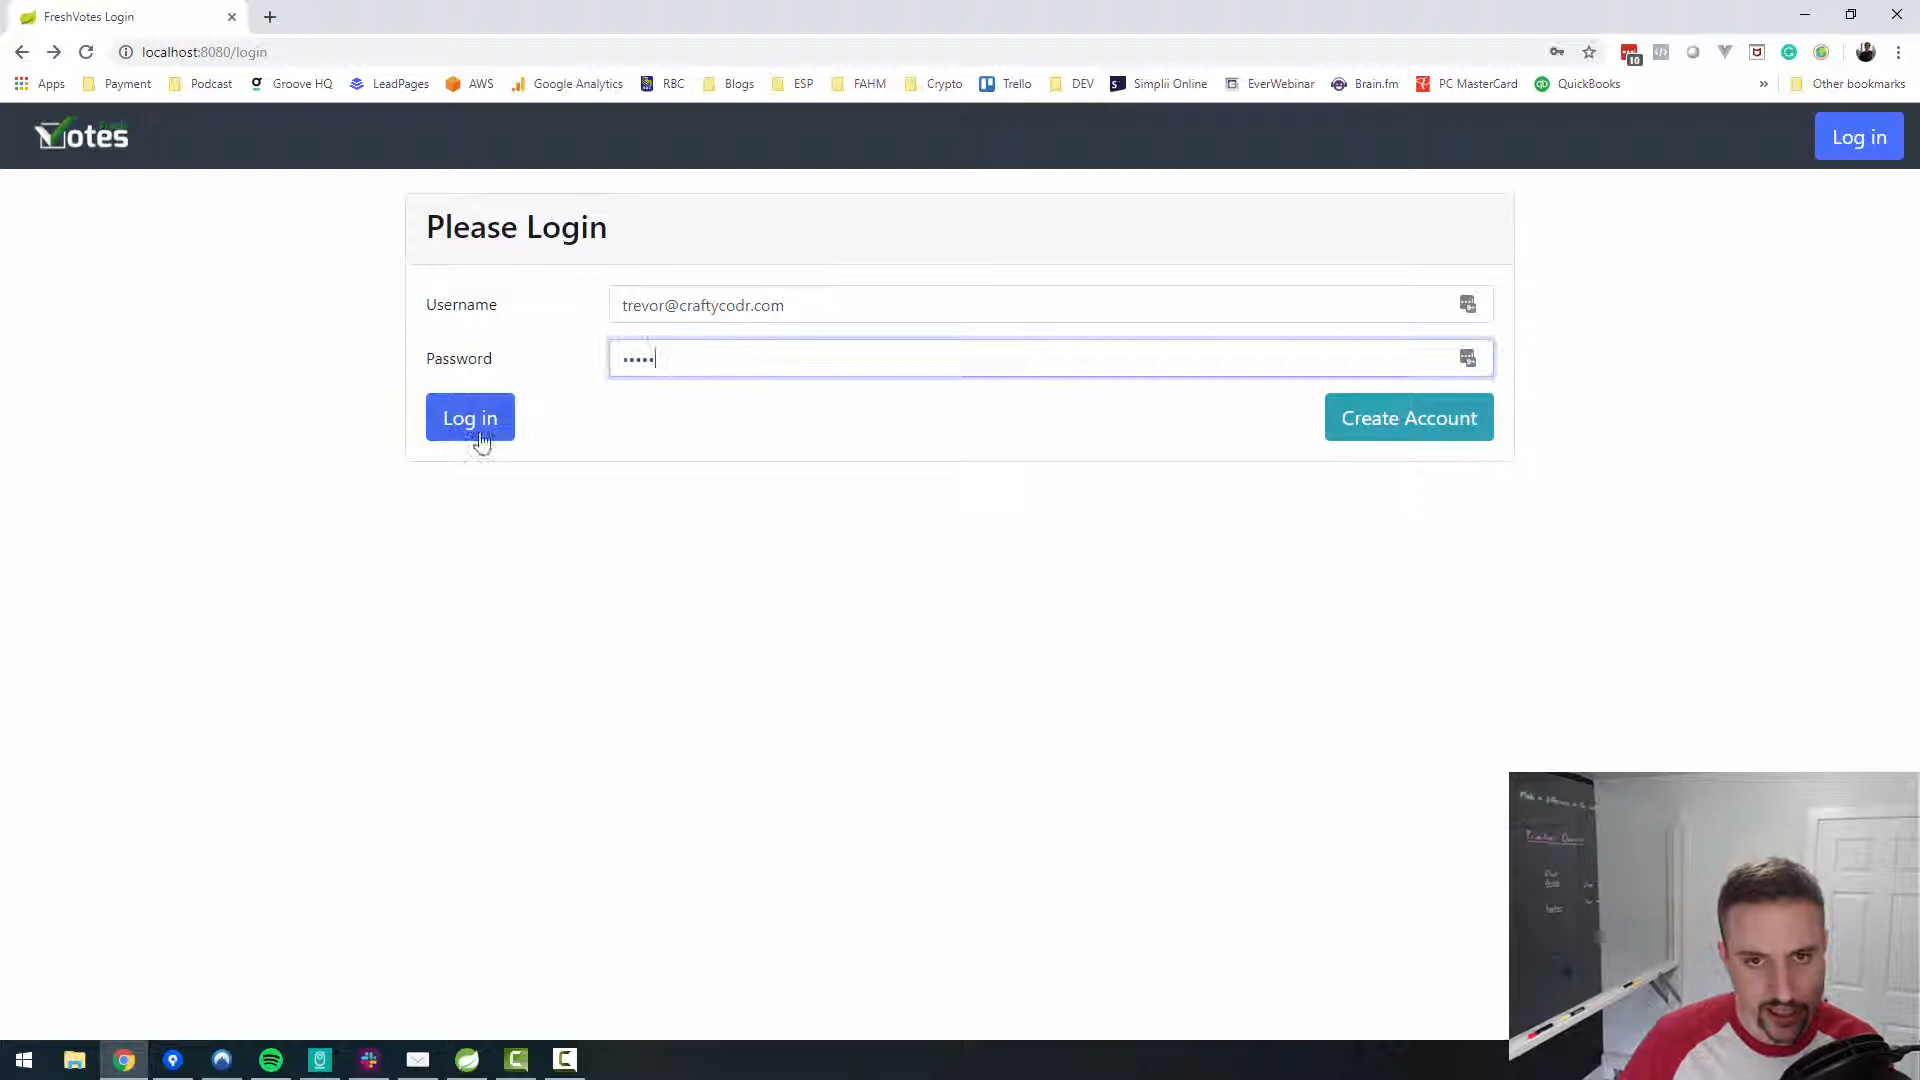 FreshVotes Login
localhost:8080/login
10
Apps Payment Podcast Groove HQ LeadPages AWS Google Analytics RBC Blogs ESP FAHM Crypto Trello DEV Simplii Online EverWebinar Brain.fm PC MasterCard QuickBooks » Other bookmarks
Fresh
Votes
Log in
Please Login
Username trevor@craftycodr.com
Password •••••
Log in Create Account